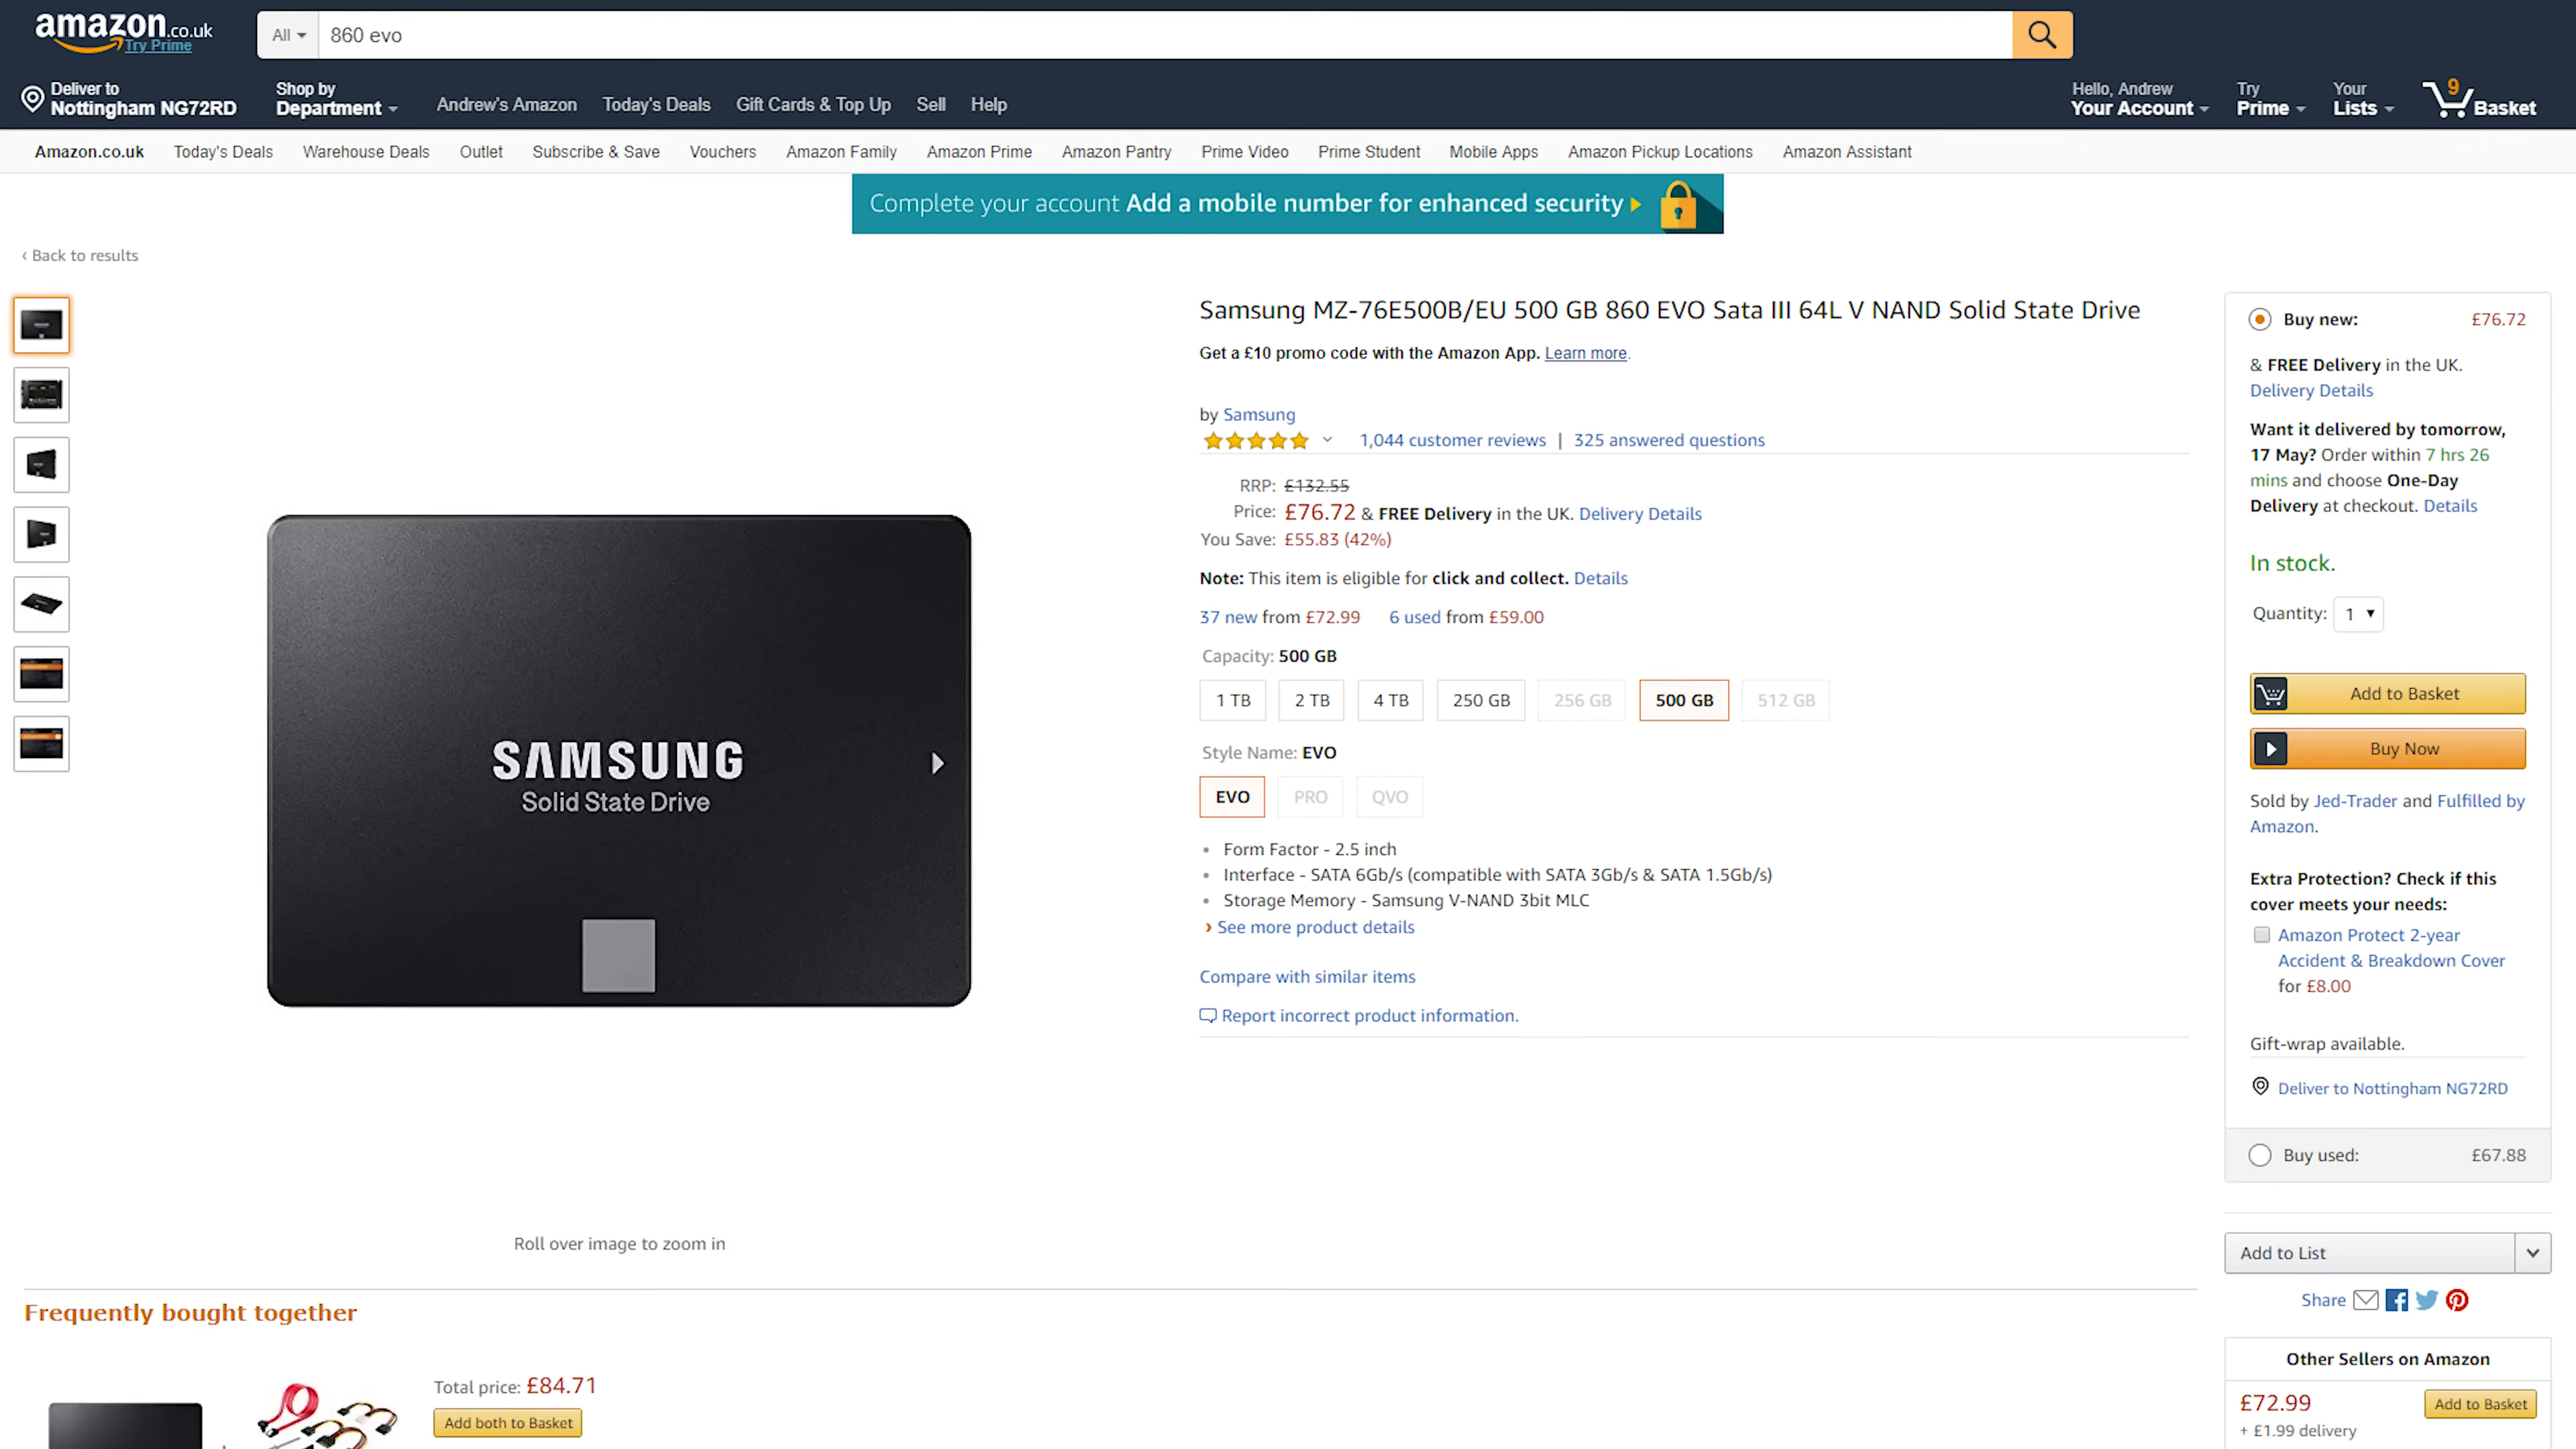 amazon.co.uk
Try Prime
All
860 evo
Deliver to
Nottingham NG72RD
Shop by
Department
Andrew's Amazon
Today's Deals
Gift Cards & Top Up
Sell
Help
Hello, Andrew
Your Account
Try
Prime
Your
Lists
9
Basket
Amazon.co.uk
Today's Deals
Warehouse Deals
Outlet
Subscribe & Save
Vouchers
Amazon Family
Amazon Prime
Amazon Pantry
Prime Video
Prime Student
Mobile Apps
Amazon Pickup Locations
Amazon Assistant
Complete your account Add a mobile number for enhanced security
‹ Back to results
SAMSUNG
Solid State Drive
Roll over image to zoom in
Samsung MZ-76E500B/EU 500 GB 860 EVO Sata III 64L V NAND Solid State Drive
Get a £10 promo code with the Amazon App. Learn more.
by Samsung
1,044 customer reviews | 325 answered questions
RRP: £132.55
Price: £76.72 & FREE Delivery in the UK. Delivery Details
You Save: £55.83 (42%)
Note: This item is eligible for click and collect. Details
37 new from £72.99 6 used from £59.00
Capacity: 500 GB
1 TB
2 TB
4 TB
250 GB
256 GB
500 GB
512 GB
Style Name: EVO
EVO
PRO
QVO
• Form Factor - 2.5 inch
• Interface - SATA 6Gb/s (compatible with SATA 3Gb/s & SATA 1.5Gb/s)
• Storage Memory - Samsung V-NAND 3bit MLC
› See more product details
Compare with similar items
Report incorrect product information.
Buy new: £76.72
& FREE Delivery in the UK.
Delivery Details
Want it delivered by tomorrow,
17 May? Order within 7 hrs 26
mins and choose One-Day
Delivery at checkout. Details
In stock.
Quantity: 1
Add to Basket
Buy Now
Sold by Jed-Trader and Fulfilled by
Amazon.
Extra Protection? Check if this
cover meets your needs:
Amazon Protect 2-year
Accident & Breakdown Cover
for £8.00
Gift-wrap available.
Deliver to Nottingham NG72RD
Buy used: £67.88
Add to List
Share
Other Sellers on Amazon
£72.99
Add to Basket
+ £1.99 delivery
Frequently bought together
Total price: £84.71
Add both to Basket